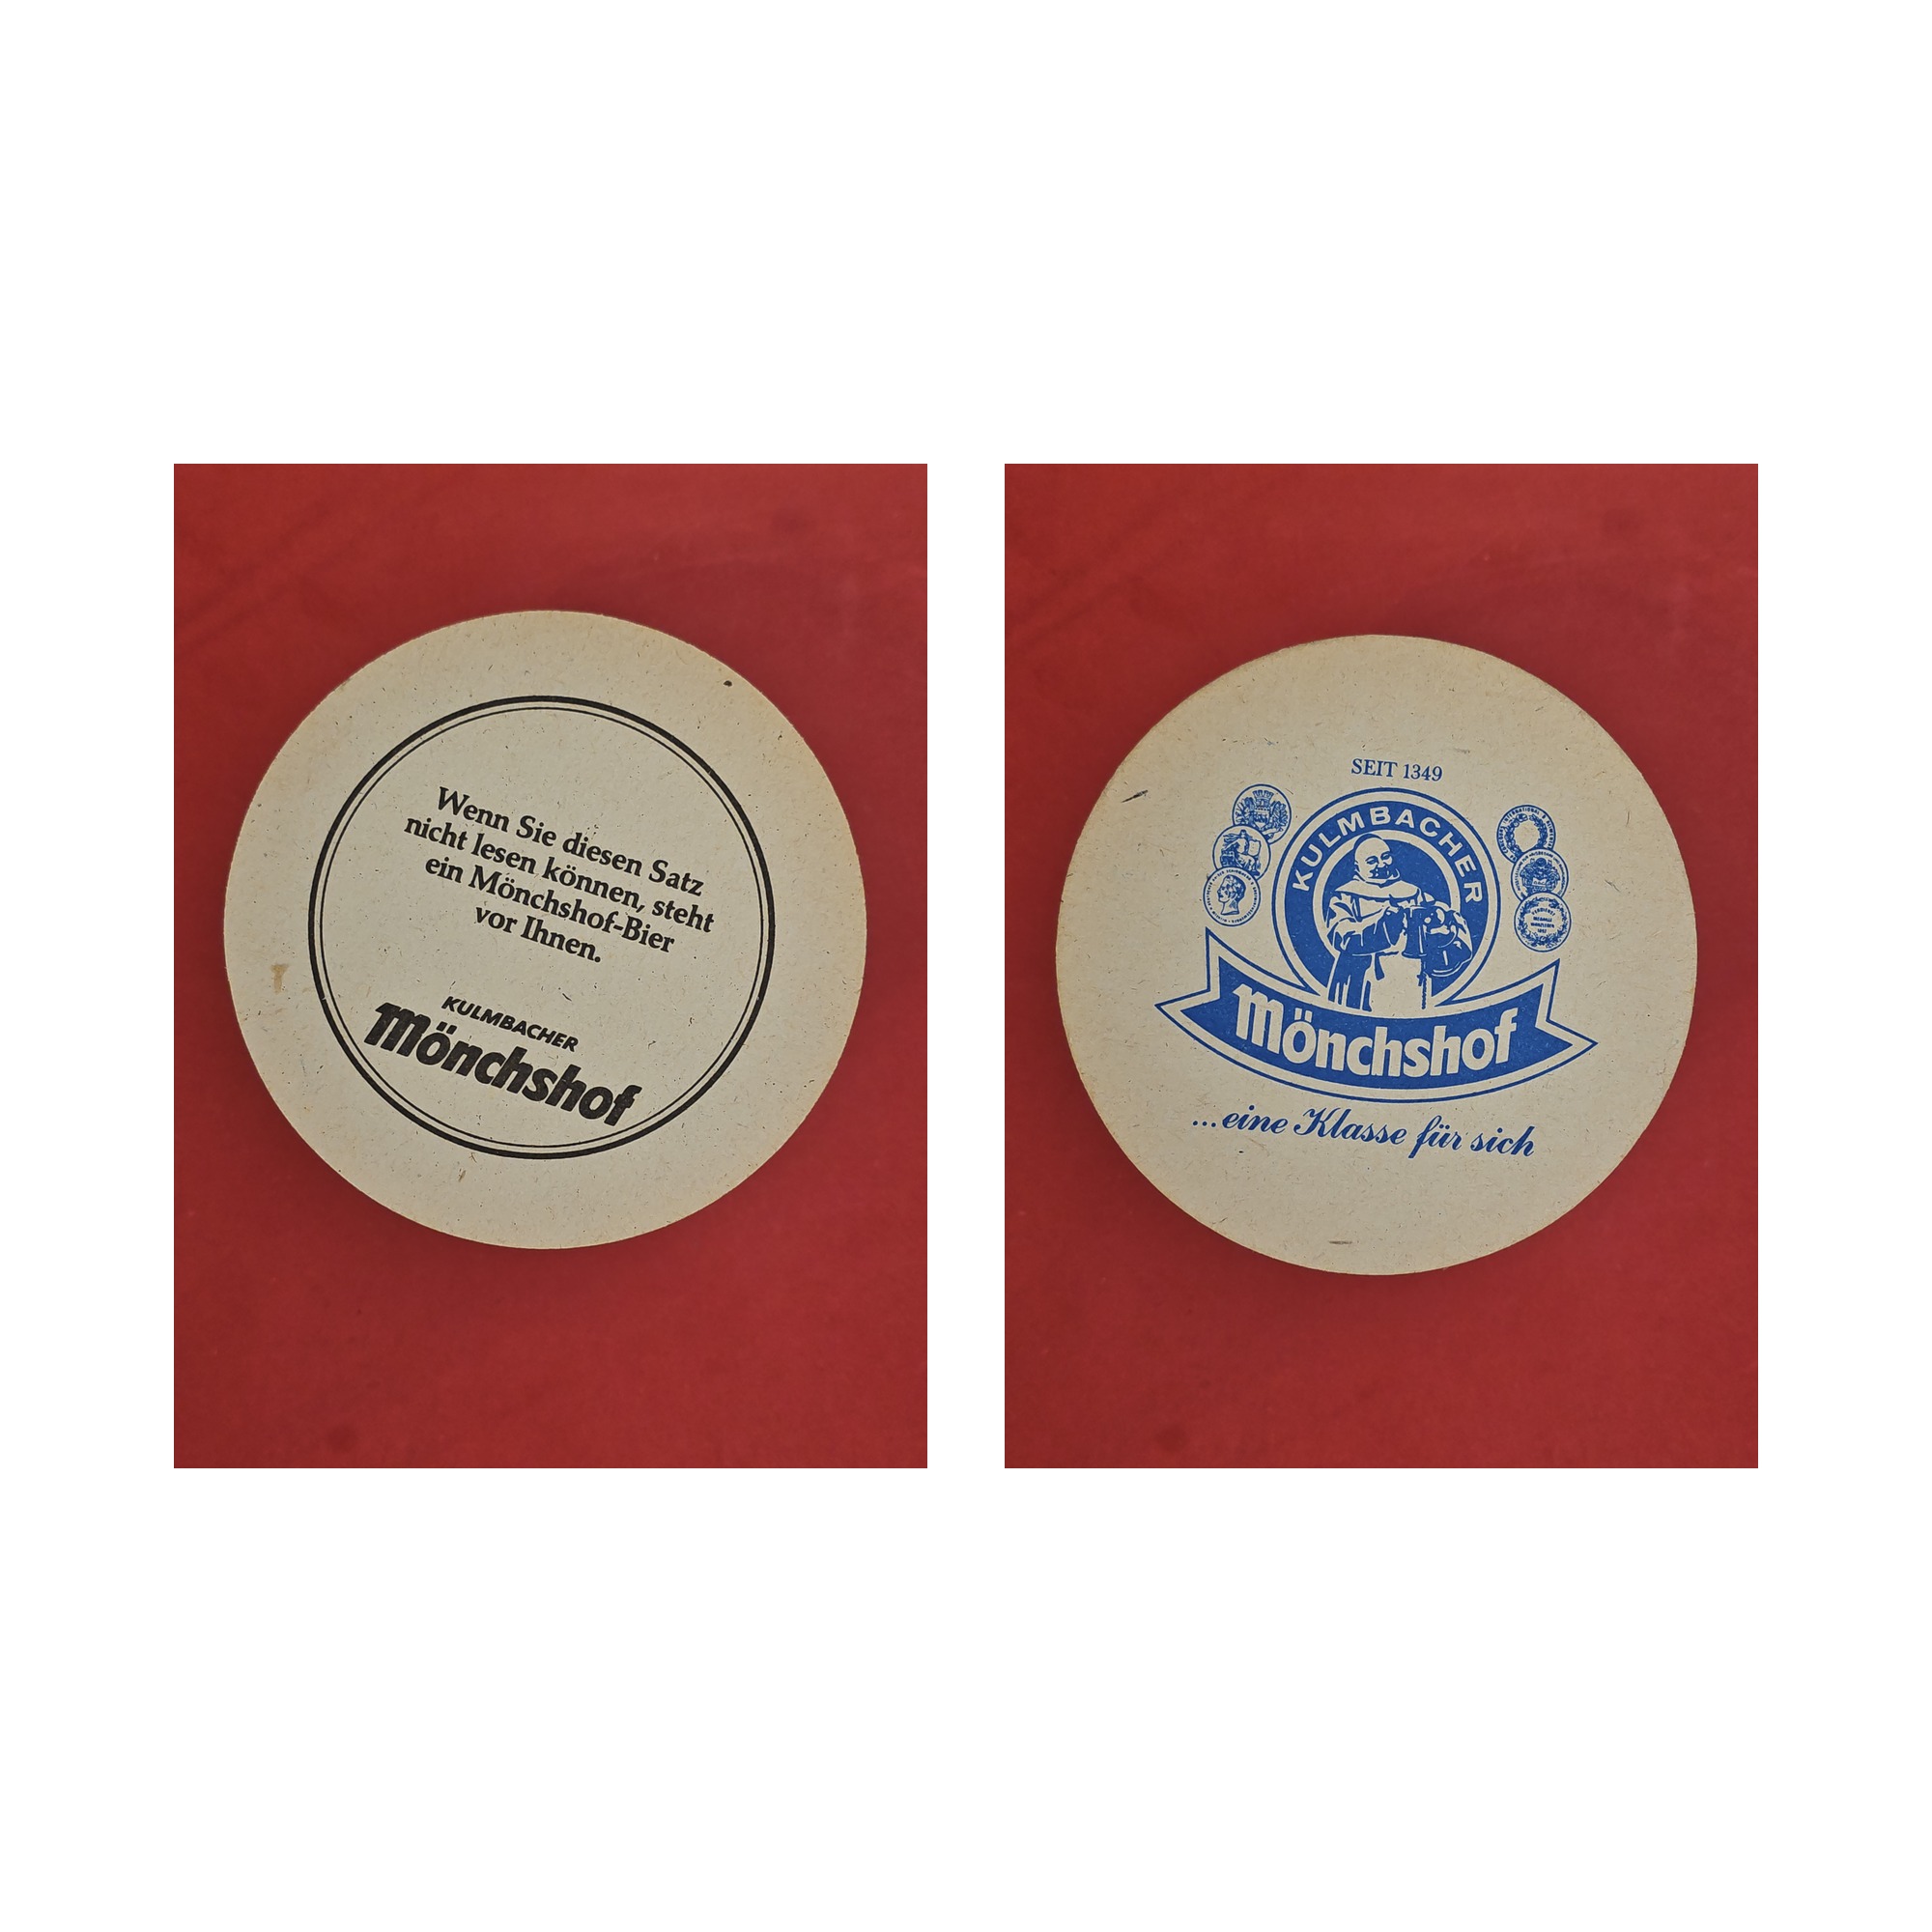 Wenn Sie diesen Satz
nicht lesen können, steht
ein Mönchshof-Bier
vor Ihnen.
KULMBACHER
Mönchshof
SEIT 1349
KULMBACHER
Mönchshof
...eine Klasse für sich